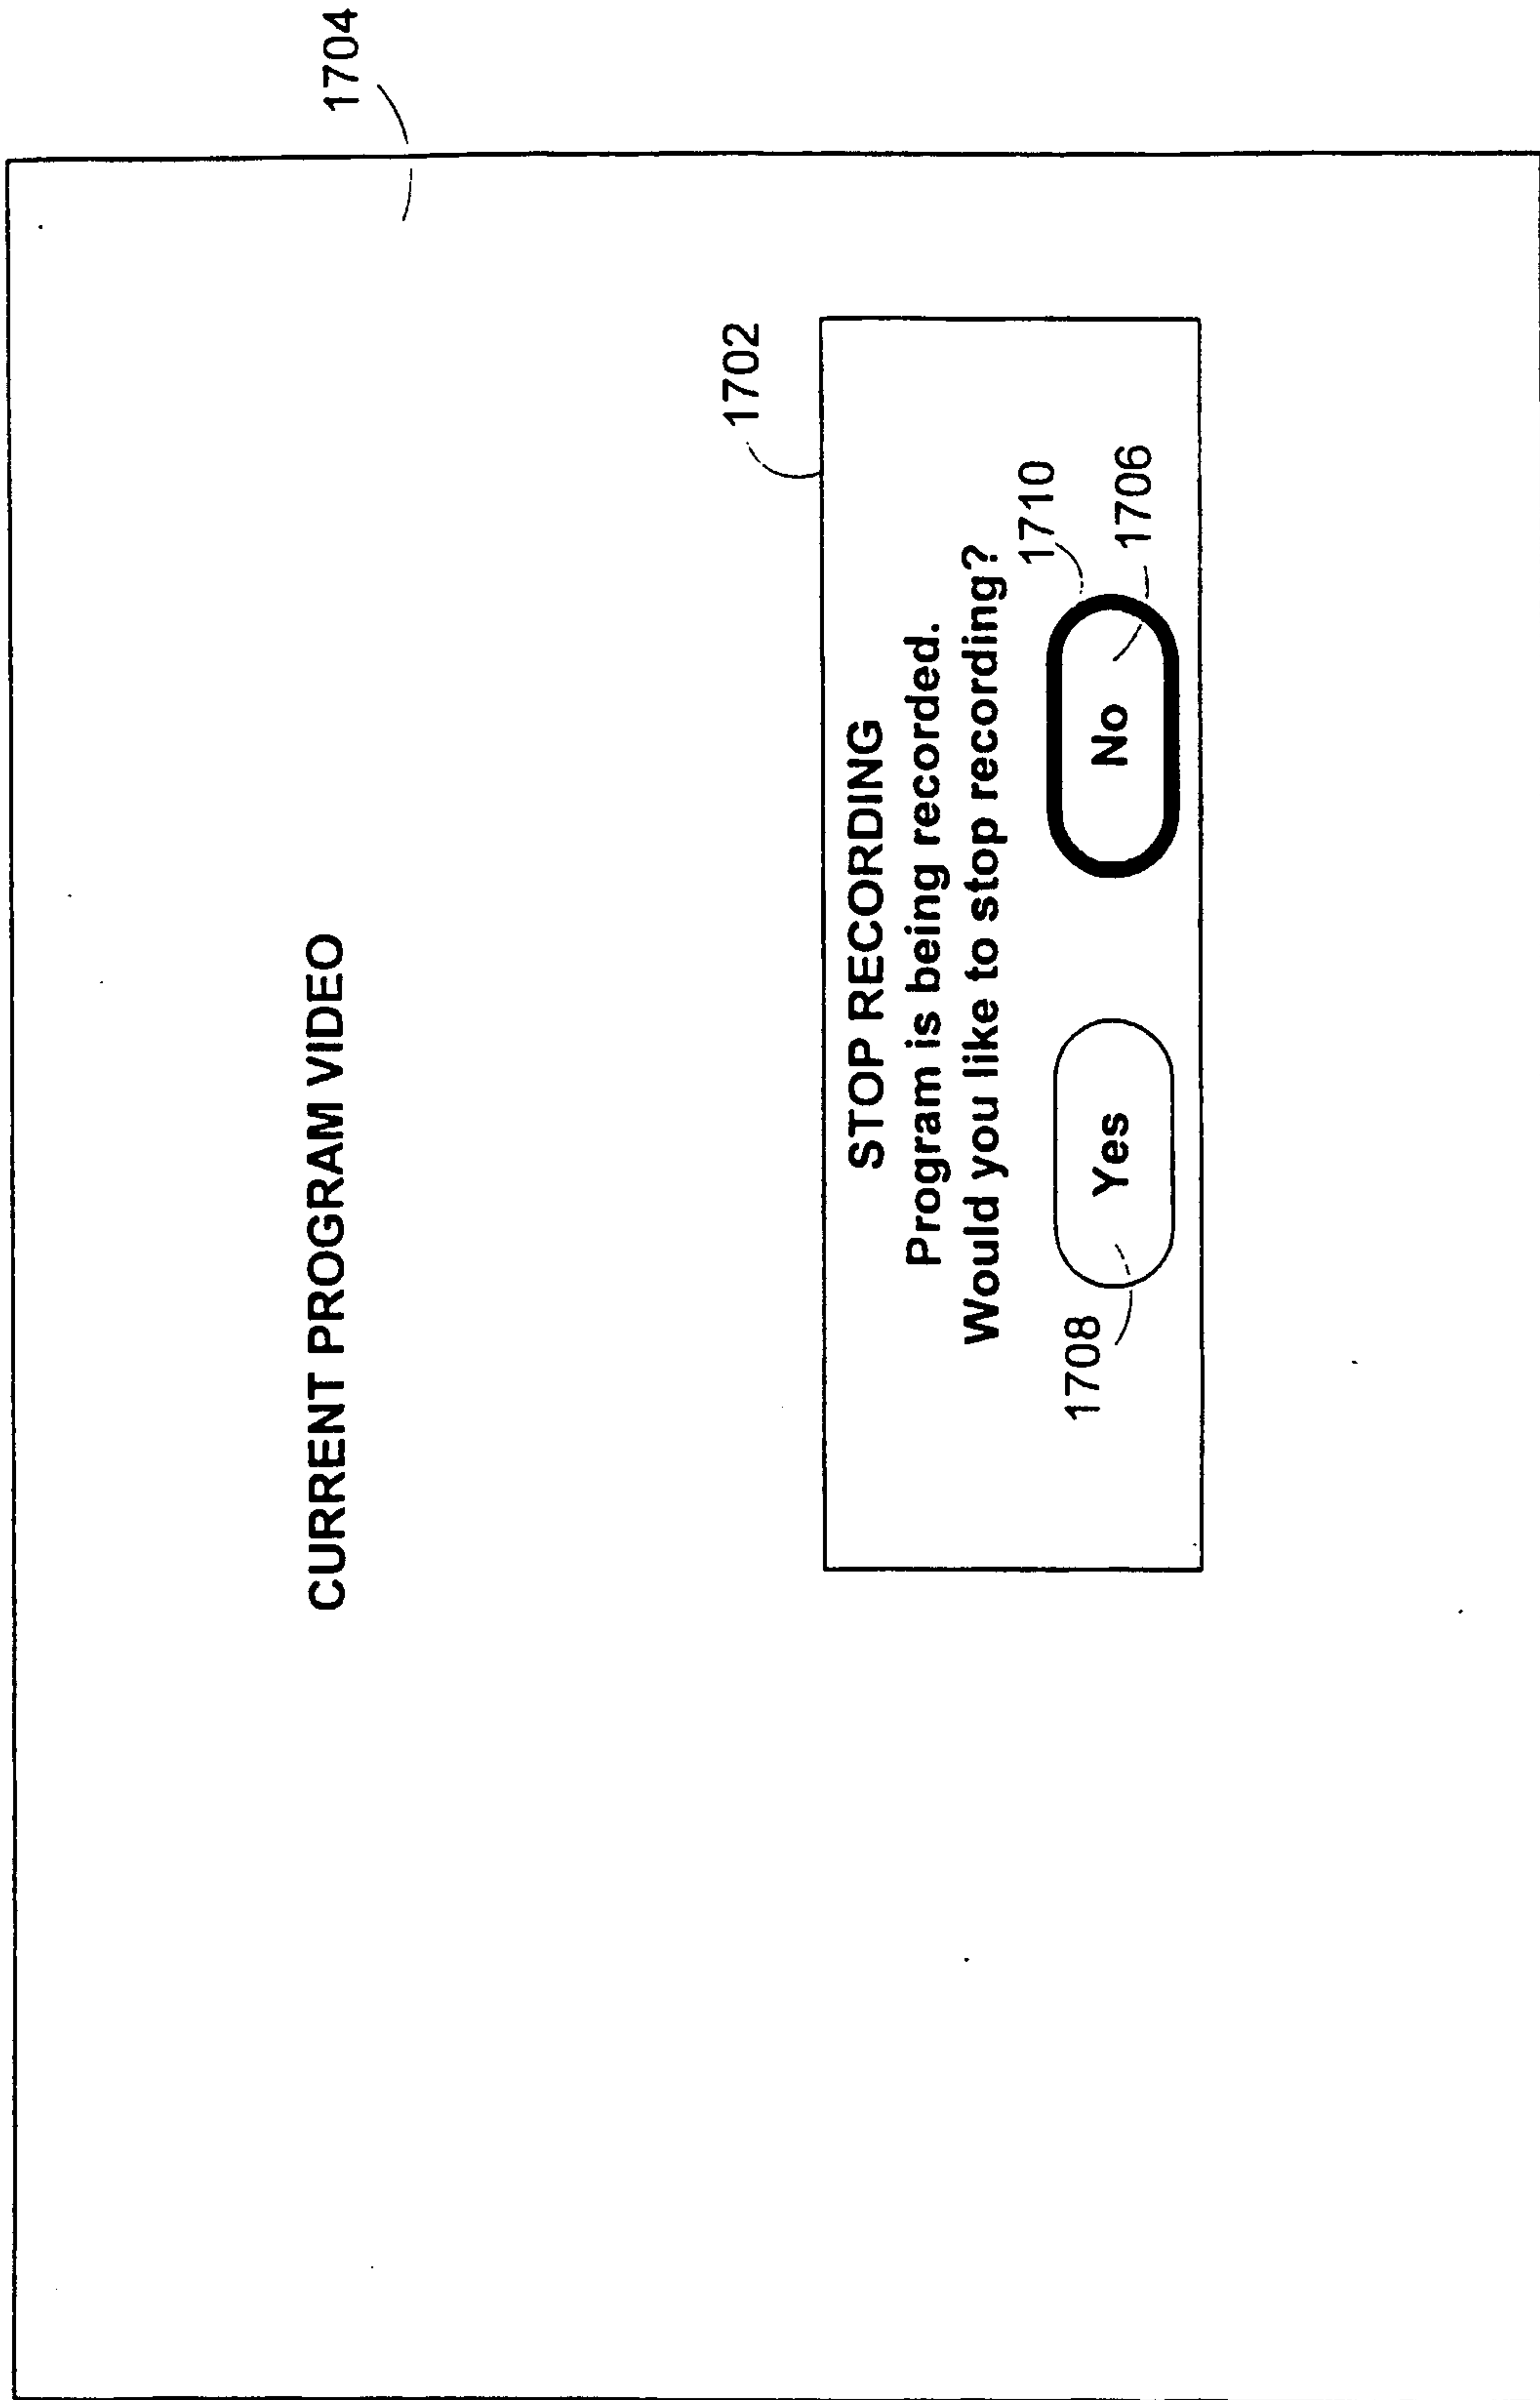 1704
CURRENT PROGRAM VIDEO
1702
STOP RECORDING
Program is being recorded.
Would you like to stop recording?
1710
1708
Yes
No
1706